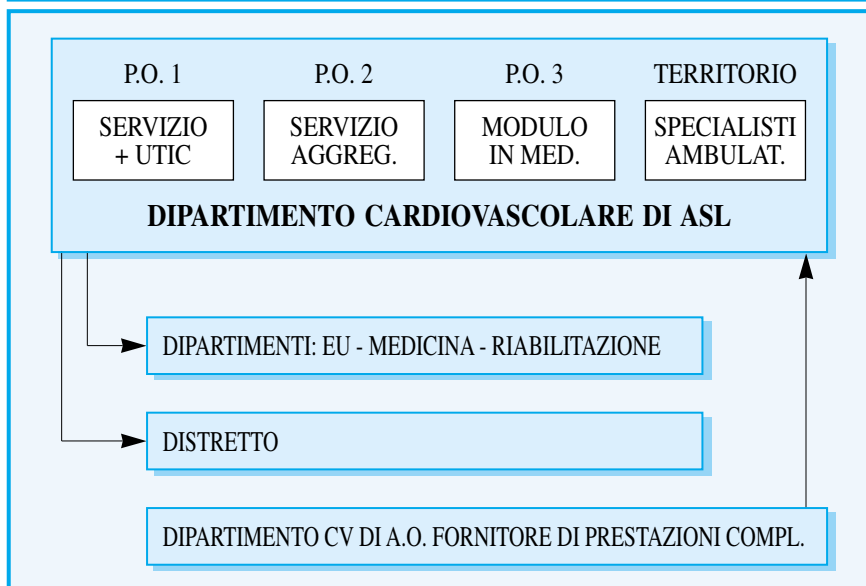 P.O. 1 P.O. 2 P.O. 3 TERRITORIO
SERVIZIO
+ UTIC
SERVIZIO
AGGREG.
MODULO
IN MED.
SPECIALISTI
AMBULAT.
DIPARTIMENTO CARDIOVASCOLARE DI ASL
DIPARTIMENTI: EU - MEDICINA - RIABILITAZIONE
DISTRETTO
DIPARTIMENTO CV DI A.O. FORNITORE DI PRESTAZIONI COMPL.